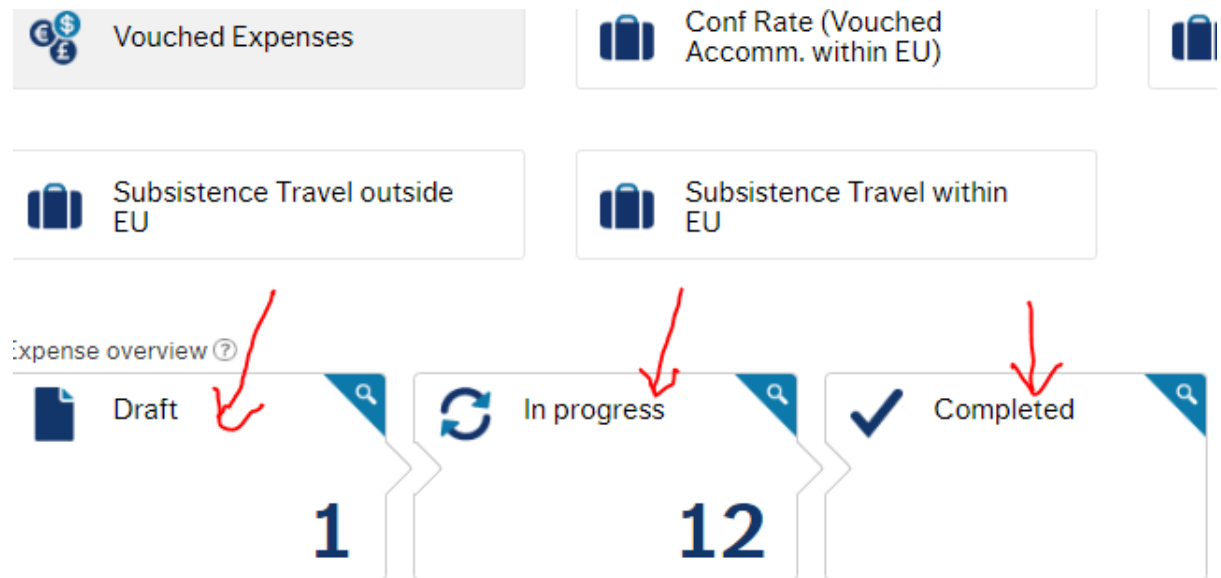 Vouched Expenses
Conf Rate (Vouched
Accomm. within EU)
Subsistence Travel outside
EU
Subsistence Travel within
EU
Expense overview ?
Draft
In progress
Completed
1
12